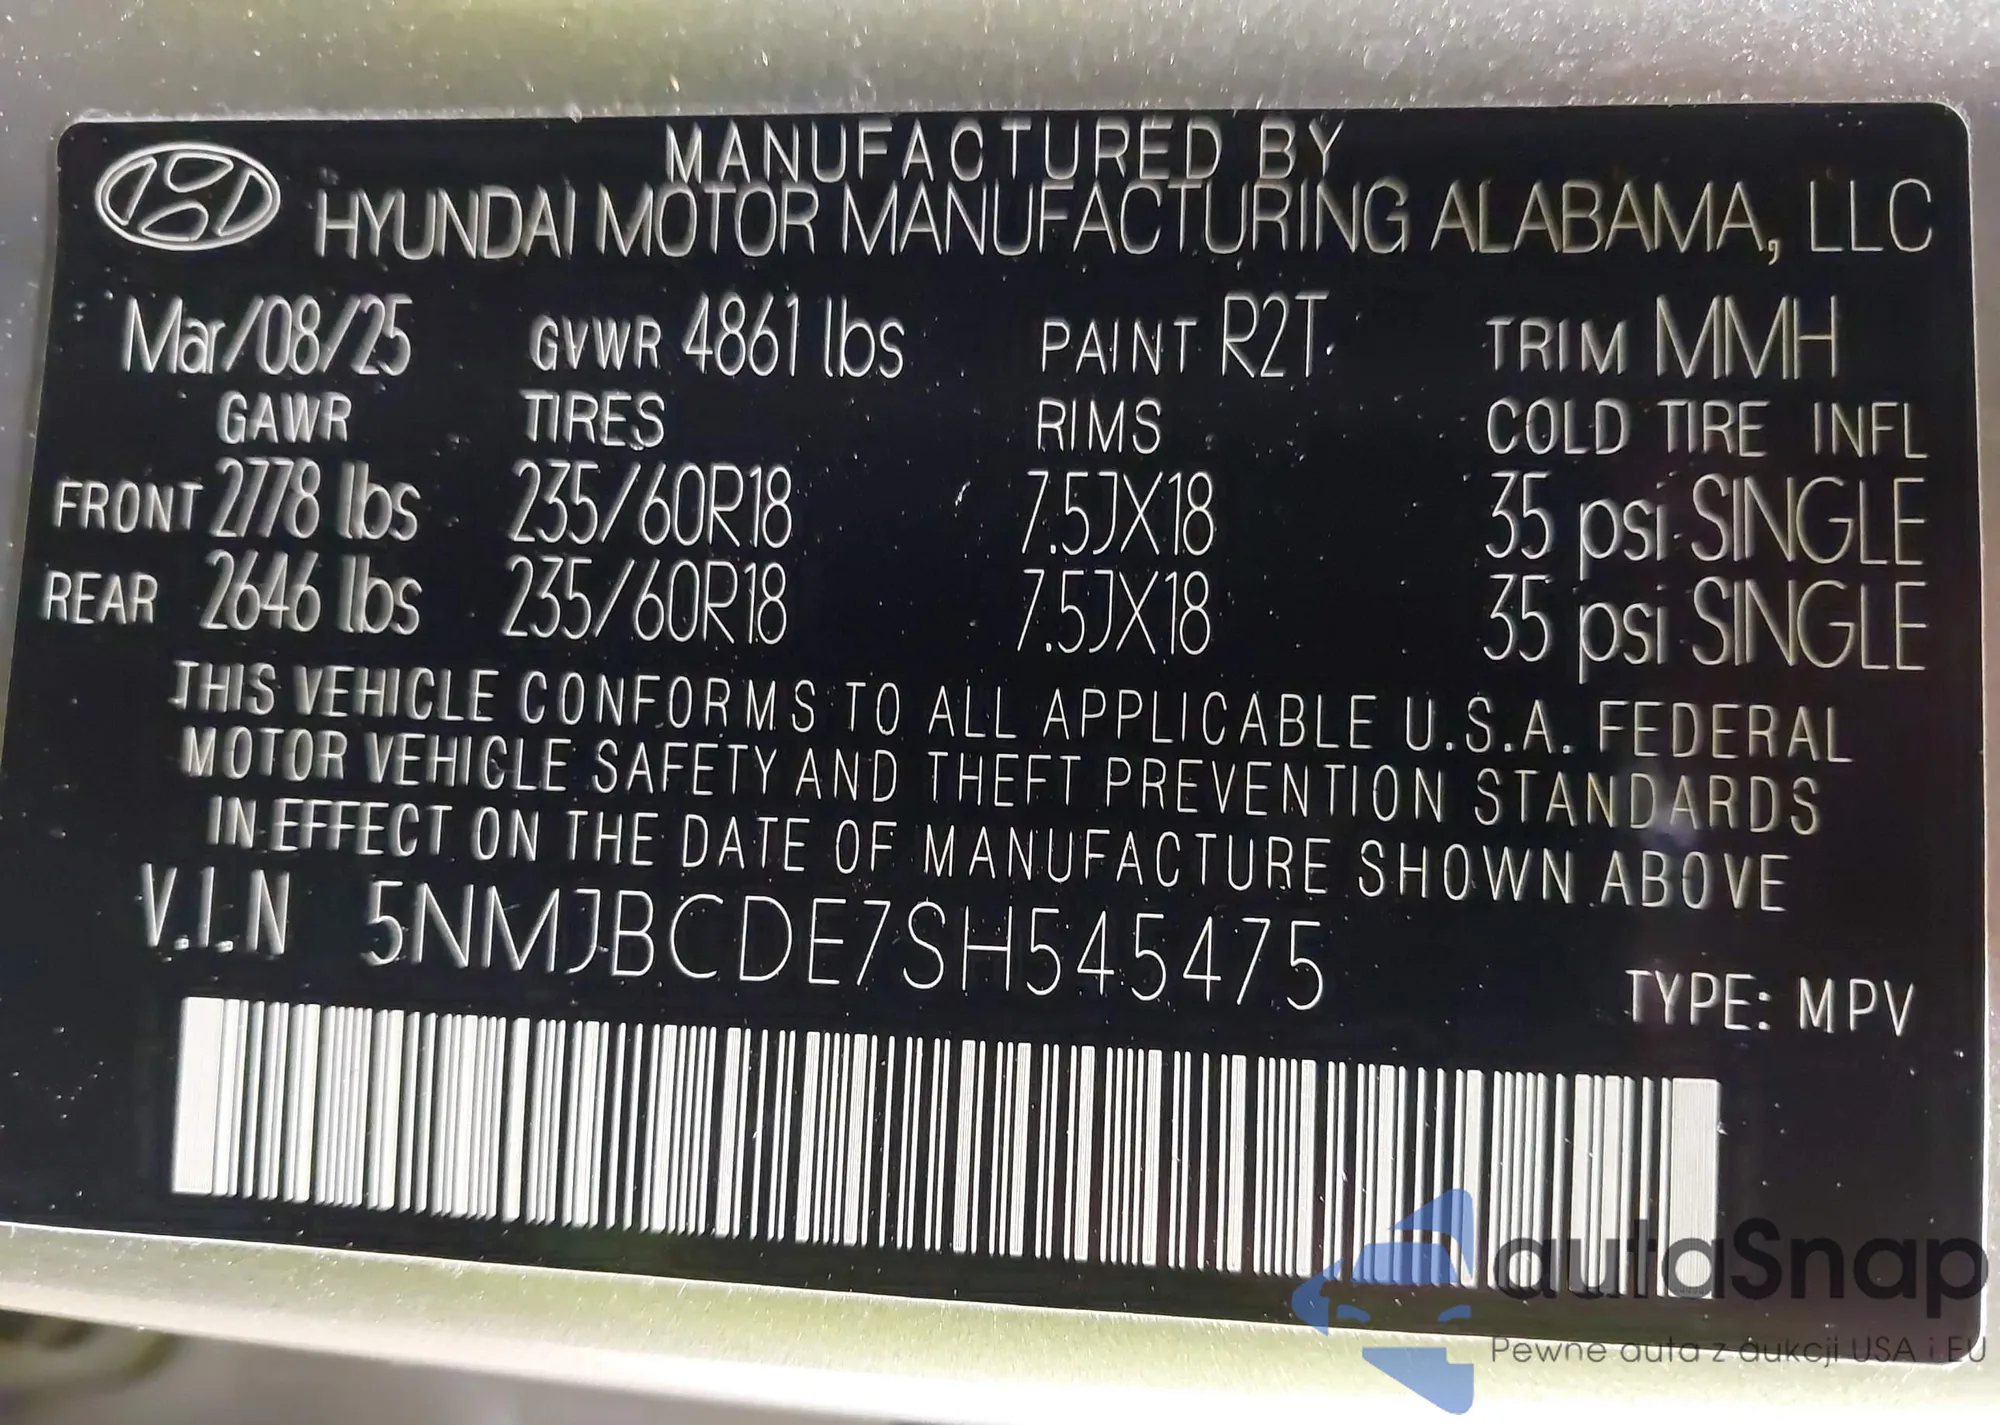 MANUFACTURED BY
HYUNDAI MOTOR MANUFACTURING ALABAMA, LLC
Mar/08/25 GVWR 4861 lbs PAINT R2T TRIM MMH
GAWR TIRES RIMS COLD TIRE INFL
FRONT 2778 lbs 235/60R18 7.5JX18 35 psi SINGLE
REAR 2646 lbs 235/60R18 7.5JX18 35 psi SINGLE
THIS VEHICLE CONFORMS TO ALL APPLICABLE U.S.A. FEDERAL
MOTOR VEHICLE SAFETY AND THEFT PREVENTION STANDARDS
IN EFFECT ON THE DATE OF MANUFACTURE SHOWN ABOVE
V.I.N 5NMJBCDE7SH545475
TYPE: MPV
autaSnap
Pewne auta z aukcji USA i EU